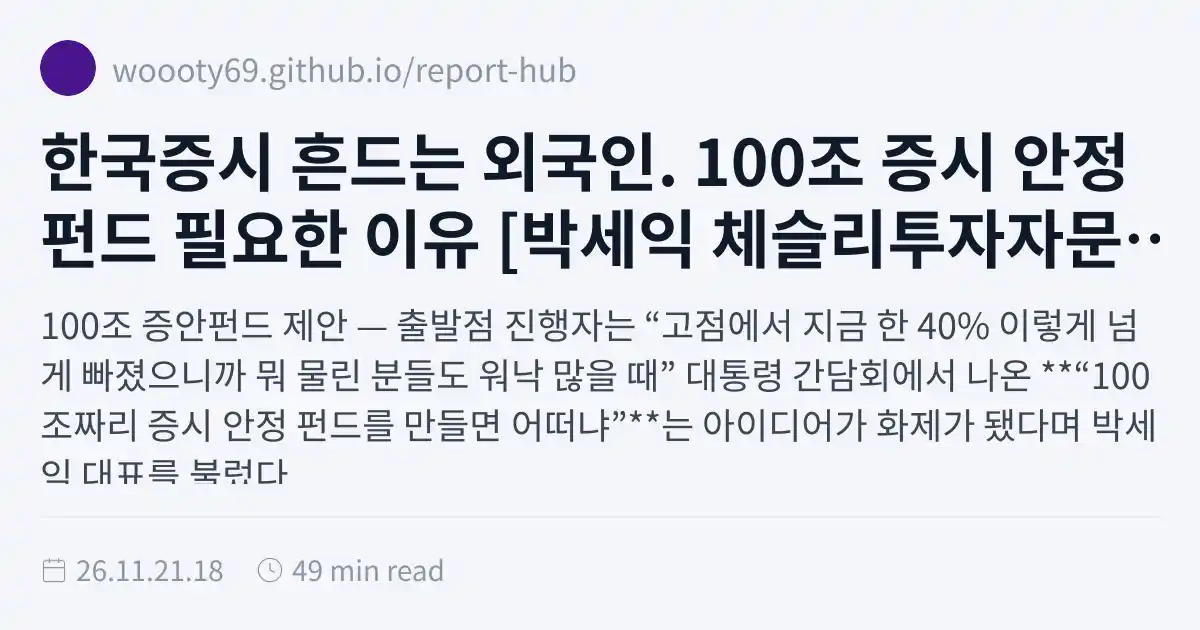 woooty69.github.io/report-hub
한국증시 흔드는 외국인. 100조 증시 안정
펀드 필요한 이유 [박세익 체슬리투자자문··
100조 증안펀드 제안 — 출발점 진행자는 “고점에서 지금 한 40% 이렇게 넘
게 빠졌으니까 뭐 물린 분들도 워낙 많을 때” 대통령 간담회에서 나온 **“100
조짜리 증시 안정 펀드를 만들면 어떠냐”**는 아이디어가 화제가 됐다며 박세
익 대표를 불렀다
26.11.21.18
49 min read